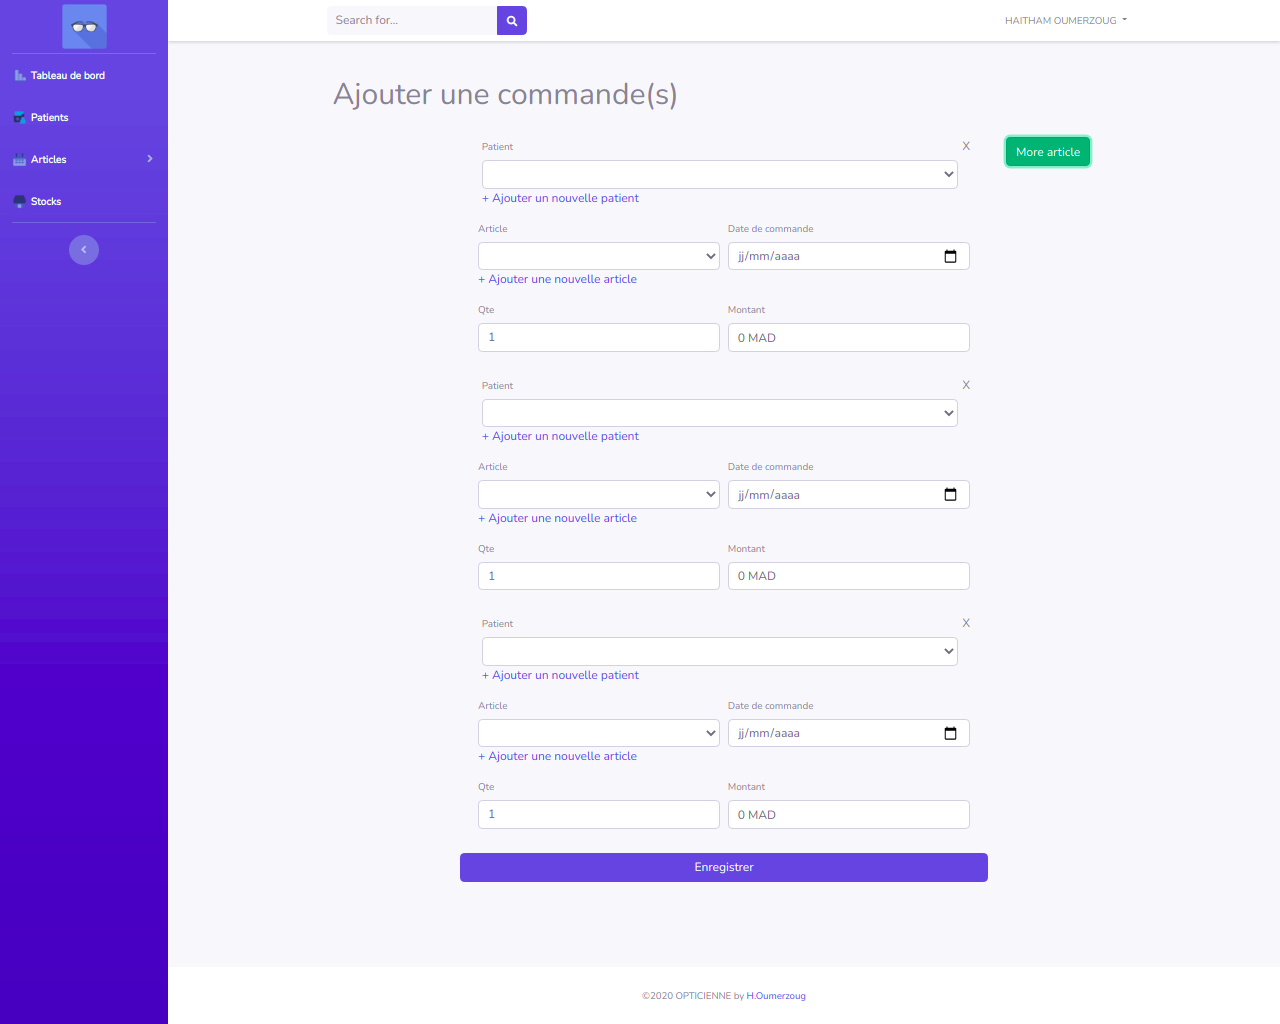 Search for...
HAITHAM OUMERZOUG
Tableau de bord
Patients
Articles
Stocks
Ajouter une commande(s)
More article
Patient X
+ Ajouter un nouvelle patient
Article Date de commande
jj/mm/aaaa
+ Ajouter une nouvelle article
Qte Montant
1 0 MAD
Patient X
+ Ajouter un nouvelle patient
Article Date de commande
jj/mm/aaaa
+ Ajouter une nouvelle article
Qte Montant
1 0 MAD
Patient X
+ Ajouter un nouvelle patient
Article Date de commande
jj/mm/aaaa
+ Ajouter une nouvelle article
Qte Montant
1 0 MAD
Enregistrer
©2020 OPTICIENNE by H.Oumerzoug